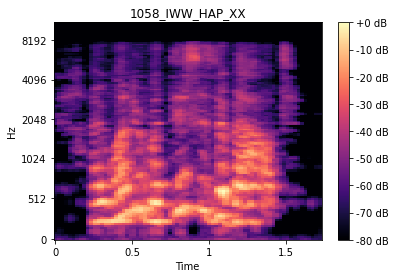 1058_IWW_HAP_XX
+0 dB
8192
-10 dB
4096
-20 dB
-30 dB
2048
Hz
-40 dB
1024
-50 dB
512
-60 dB
-70 dB
0
-80 dB
0
0.5
1
1.5
Time